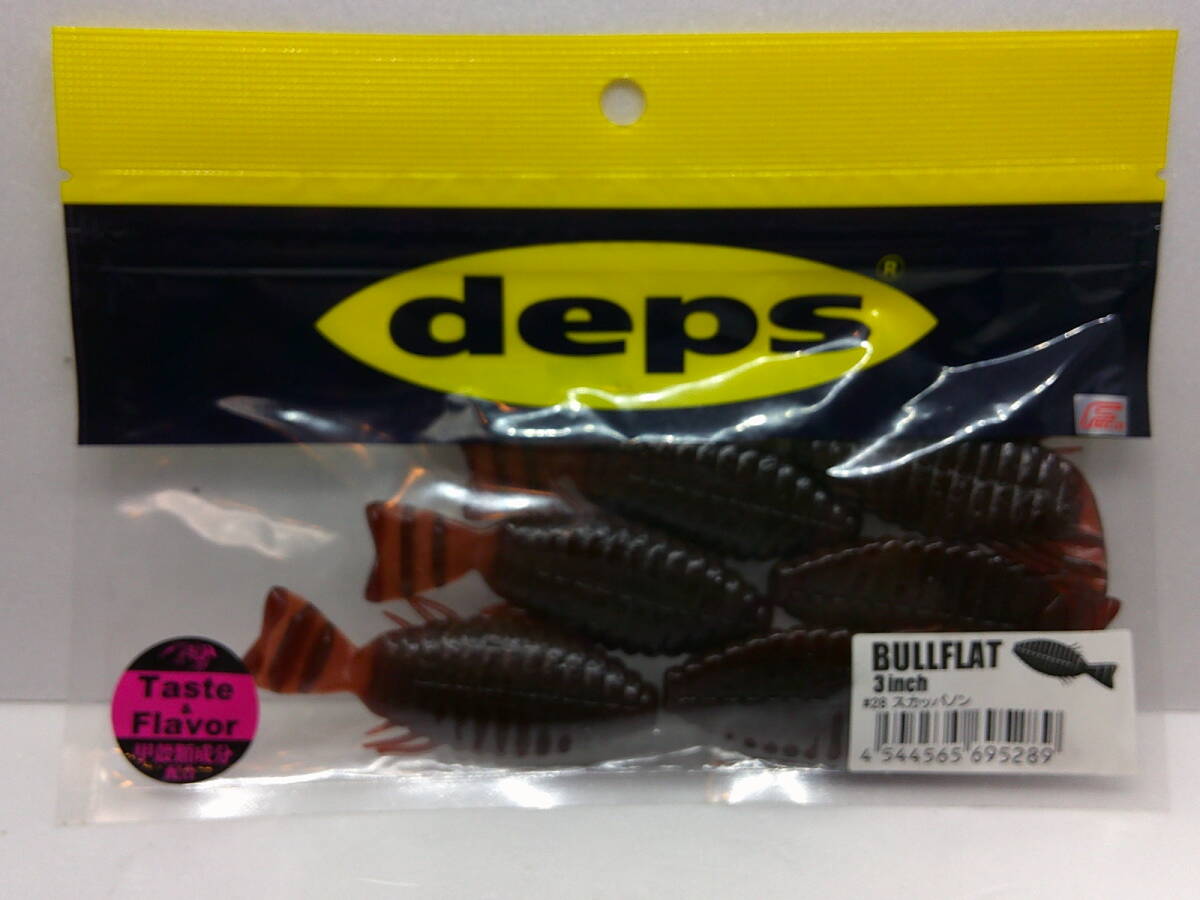 deps®
Feco
Taste
&
Flavor
甲殻類成分
配合
BULLFLAT
3inch
#28 スカッパノン
4 544565 695289